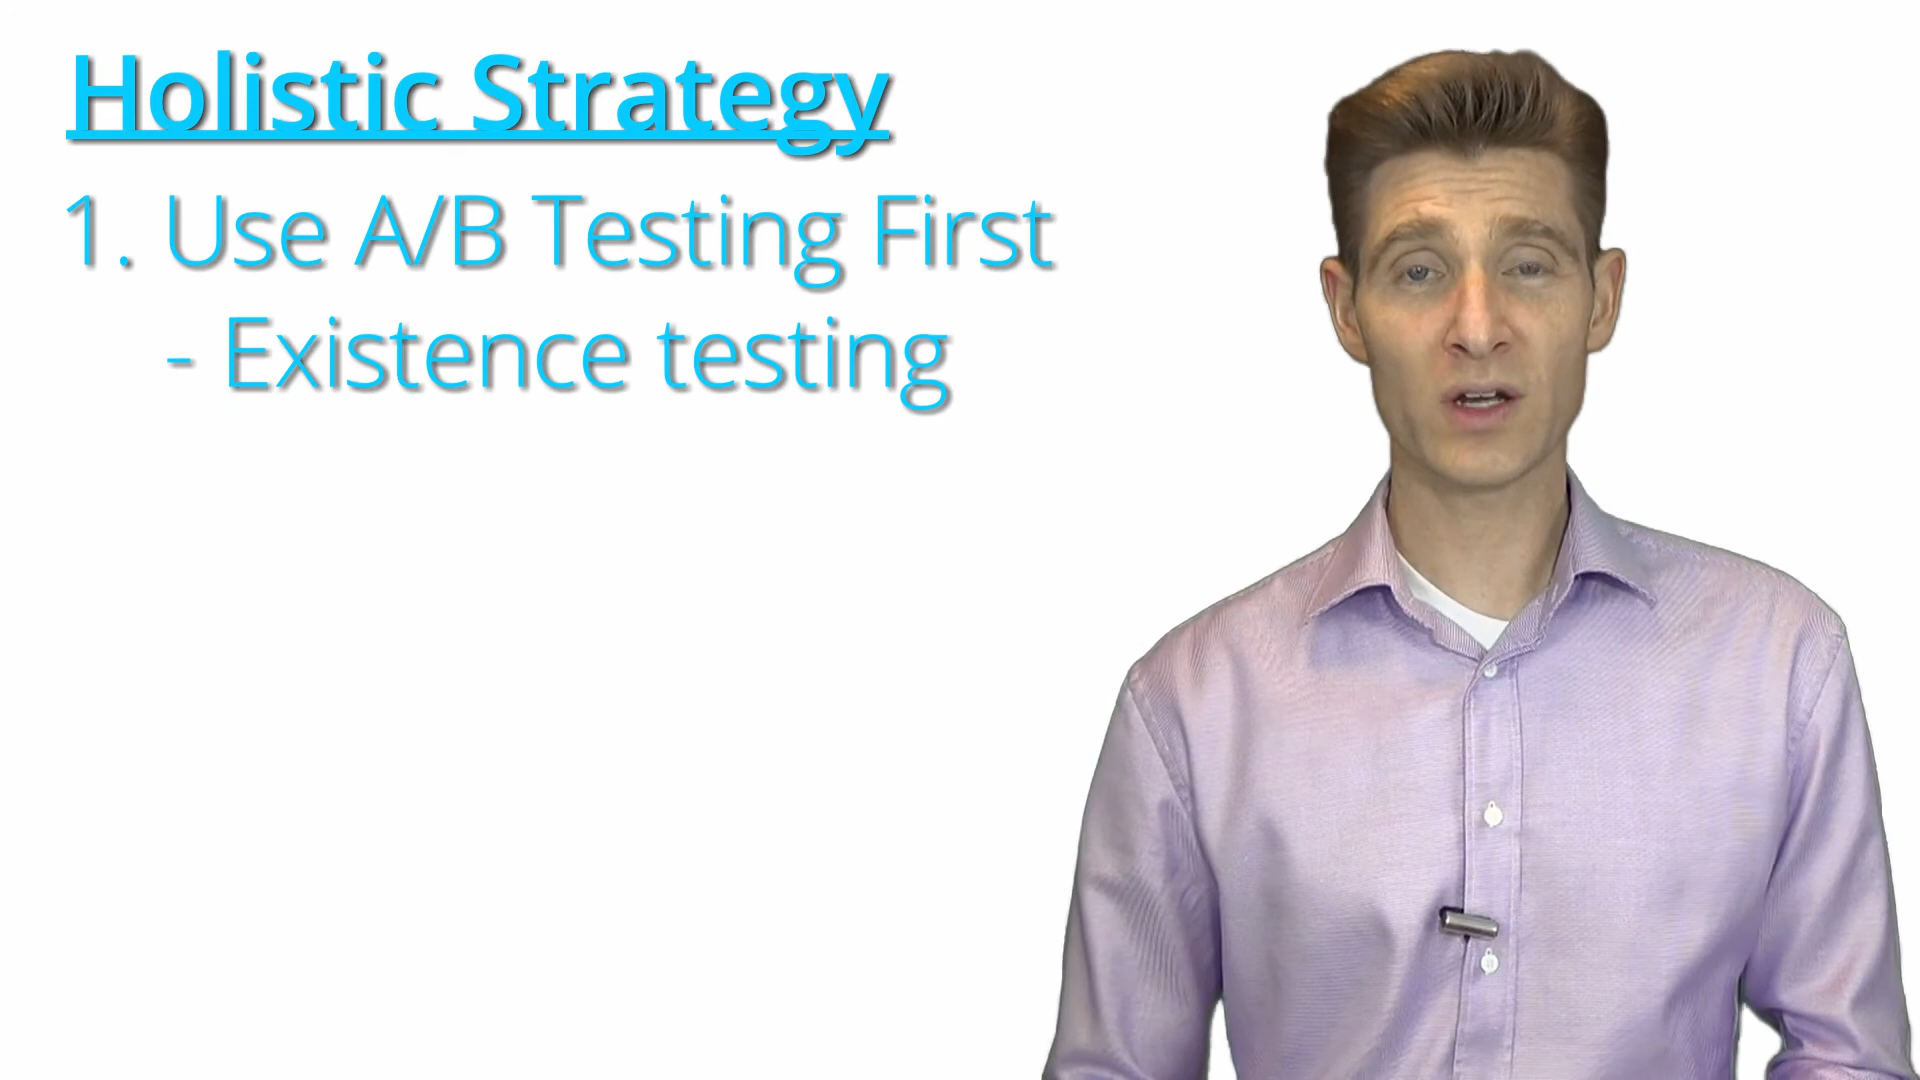 Holistic Strategy
1. Use A/B Testing First
- Existence testing